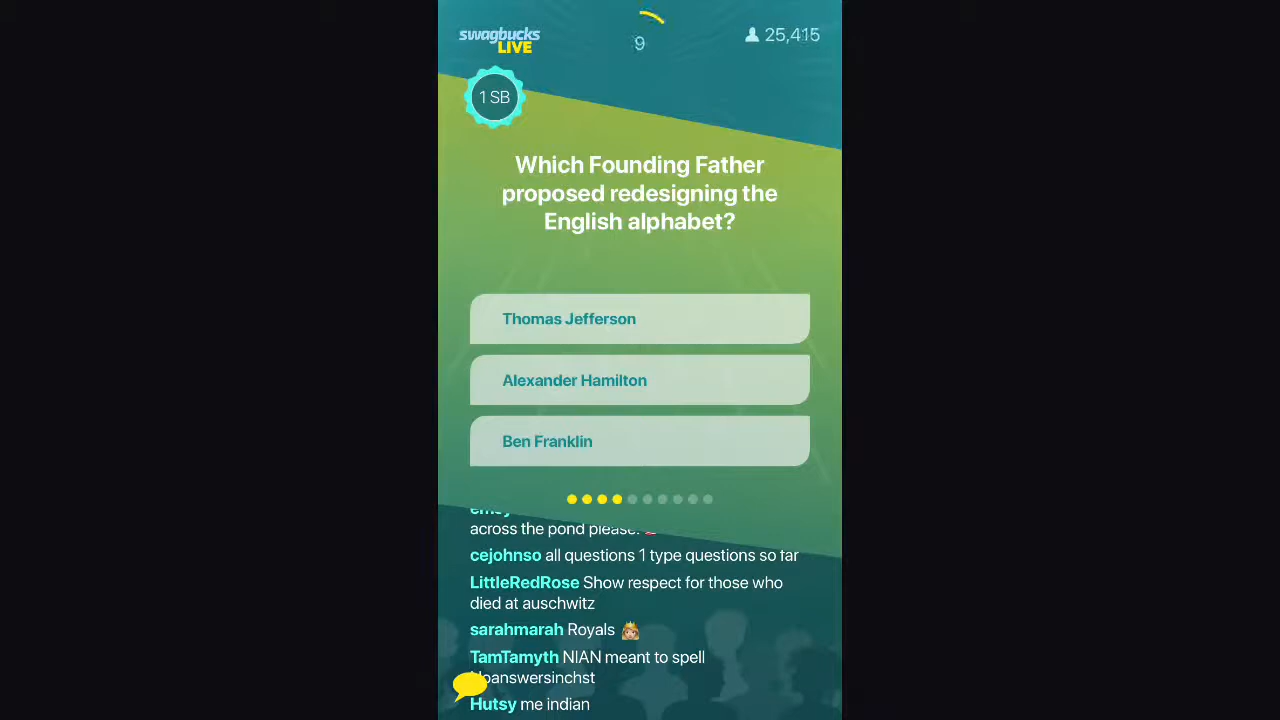 swagbucks
LIVE
9
25,415
1 SB
Which Founding Father
proposed redesigning the
English alphabet?
Thomas Jefferson
Alexander Hamilton
Ben Franklin
across the pond please.
cejohnso all questions 1 type questions so far
LittleRedRose Show respect for those who
died at auschwitz
sarahmarah Royals
TamTamyth NIAN meant to spell
Hutsy me indian